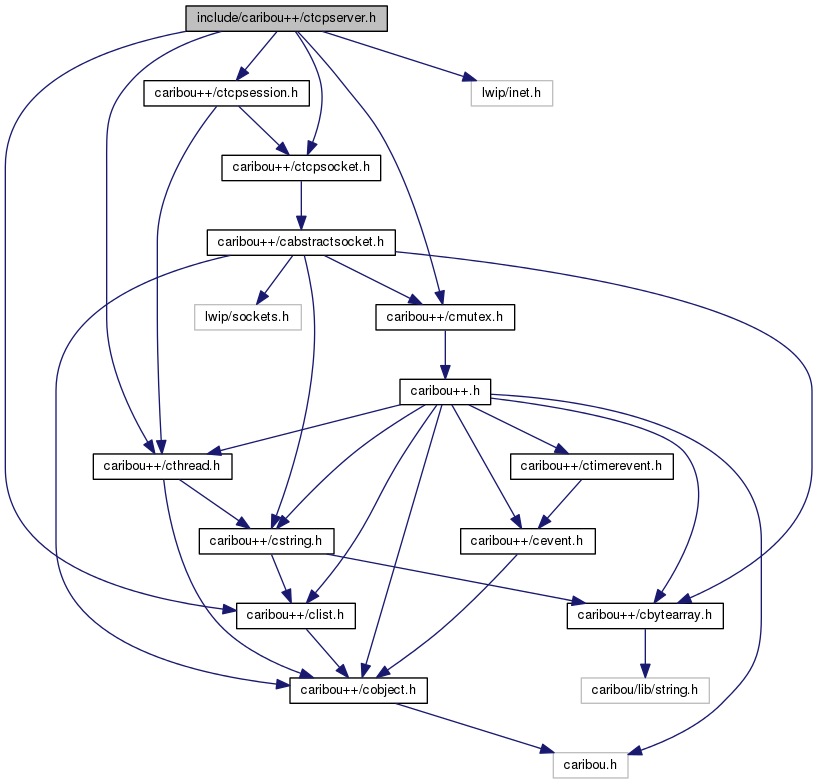 include/caribou++/ctcpserver.h
caribou++/ctcpsession.h
lwip/inet.h
caribou++/ctcpsocket.h
caribou++/cabstractsocket.h
lwip/sockets.h
caribou++/cmutex.h
caribou++.h
caribou++/cthread.h
caribou++/ctimerevent.h
caribou++/cstring.h
caribou++/cevent.h
caribou++/clist.h
caribou++/cbytearray.h
caribou++/cobject.h
caribou/lib/string.h
caribou.h